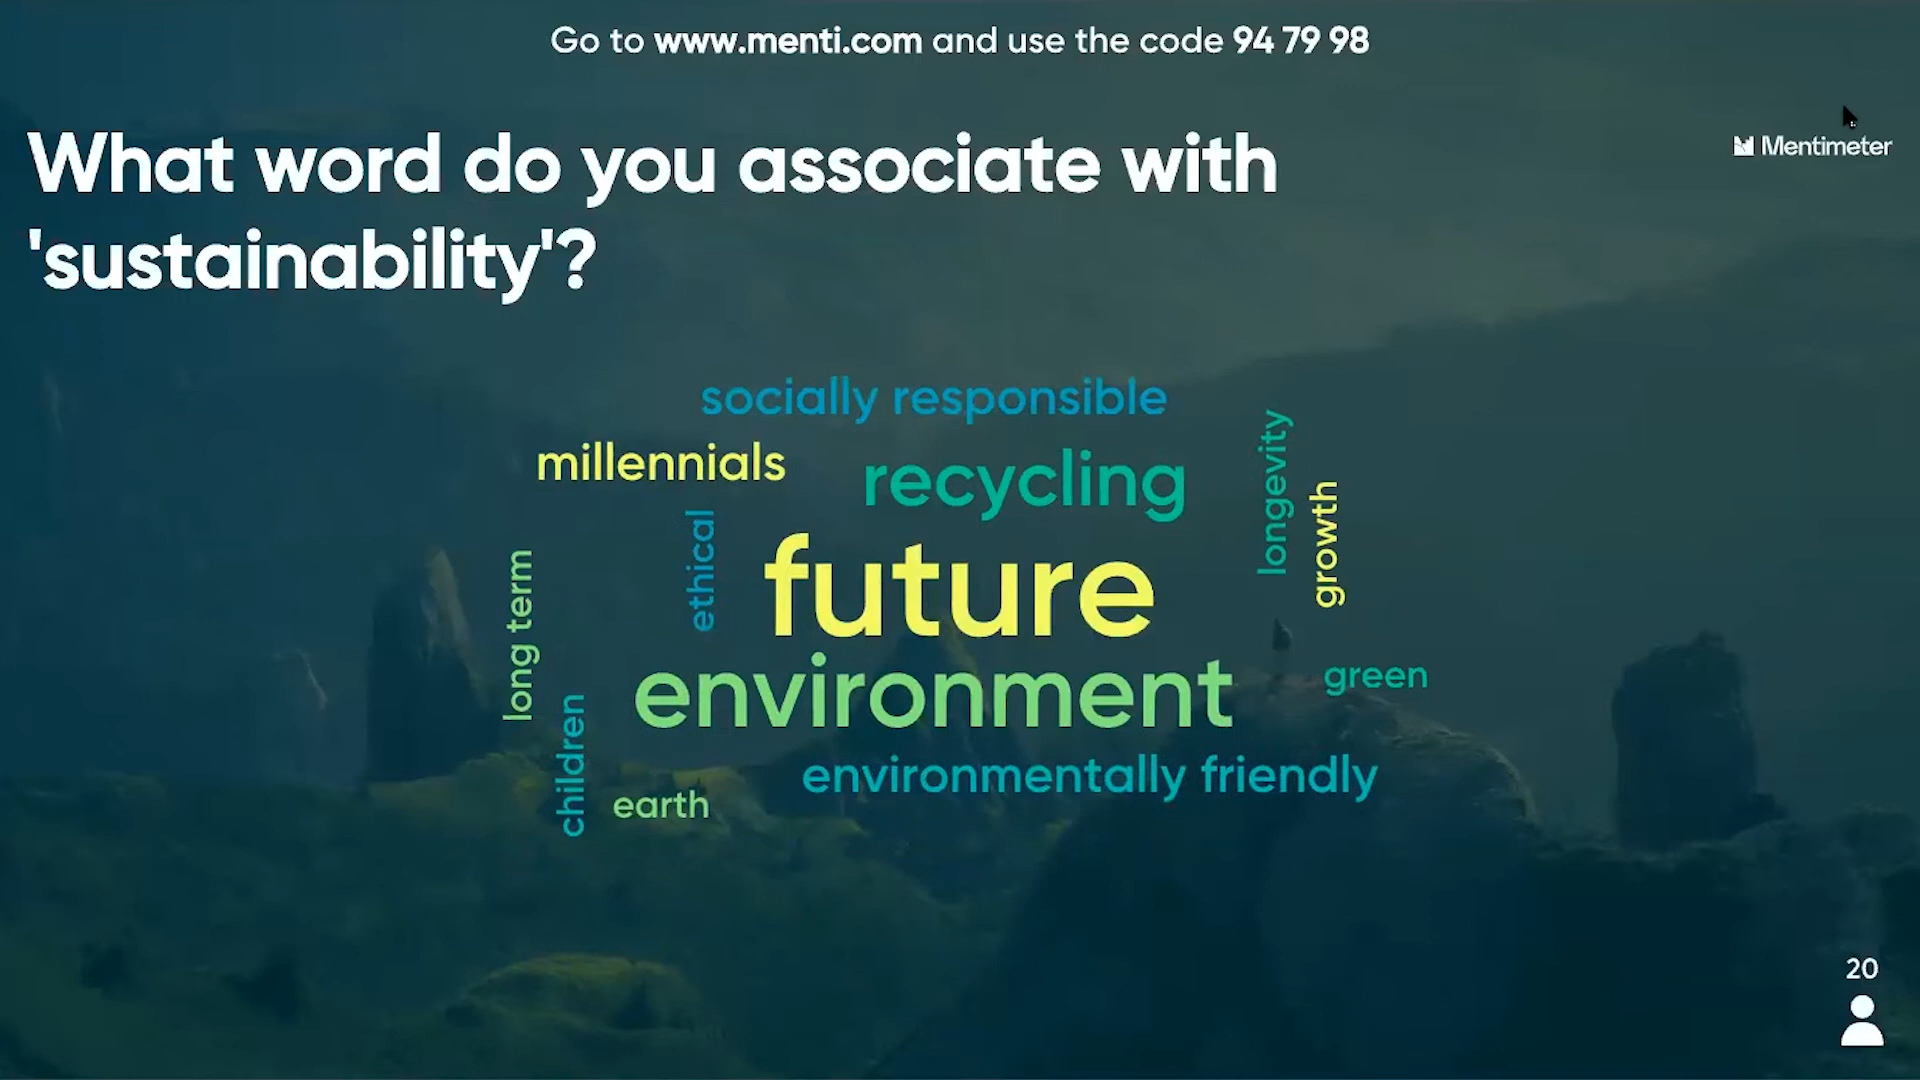 Go to www.menti.com and use the code 94 79 98
Mentimeter
What word do you associate with
'sustainability'?
socially responsible
millennials
recycling
longevity
growth
ethical
future
long term
environment
green
children
environmentally friendly
earth
20